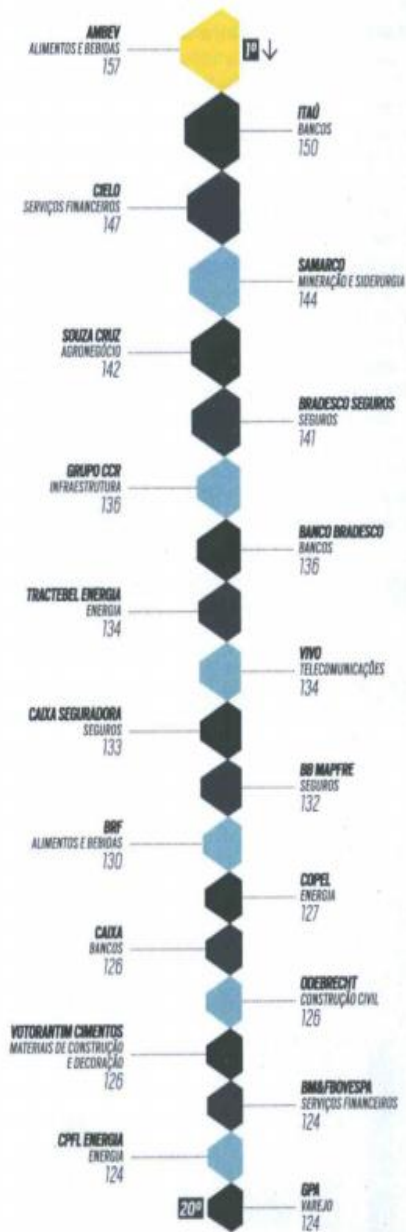 AMBEV
ALIMENTOS E BEBIDAS
157
1º
ITAÚ
BANCOS
150
CIELO
SERVIÇOS FINANCEIROS
147
SAMARCO
MINERAÇÃO E SIDERURGIA
144
SOUZA CRUZ
AGRONEGÓCIO
142
BRADESCO SEGUROS
SEGUROS
141
GRUPO CCR
INFRAESTRUTURA
136
BANCO BRADESCO
BANCOS
136
TRACTEBEL ENERGIA
ENERGIA
134
VIVO
TELECOMUNICAÇÕES
134
CAIXA SEGURADORA
SEGUROS
133
BB MAPFRE
SEGUROS
132
BRF
ALIMENTOS E BEBIDAS
130
COPEL
ENERGIA
127
CAIXA
BANCOS
126
ODEBRECHT
CONSTRUÇÃO CIVIL
126
VOTORANTIM CIMENTOS
MATERIAIS DE CONSTRUÇÃO
E DECORAÇÃO
126
BM&FBOVESPA
SERVIÇOS FINANCEIROS
124
CPFL ENERGIA
ENERGIA
124
20º
GPA
VAREJO
124